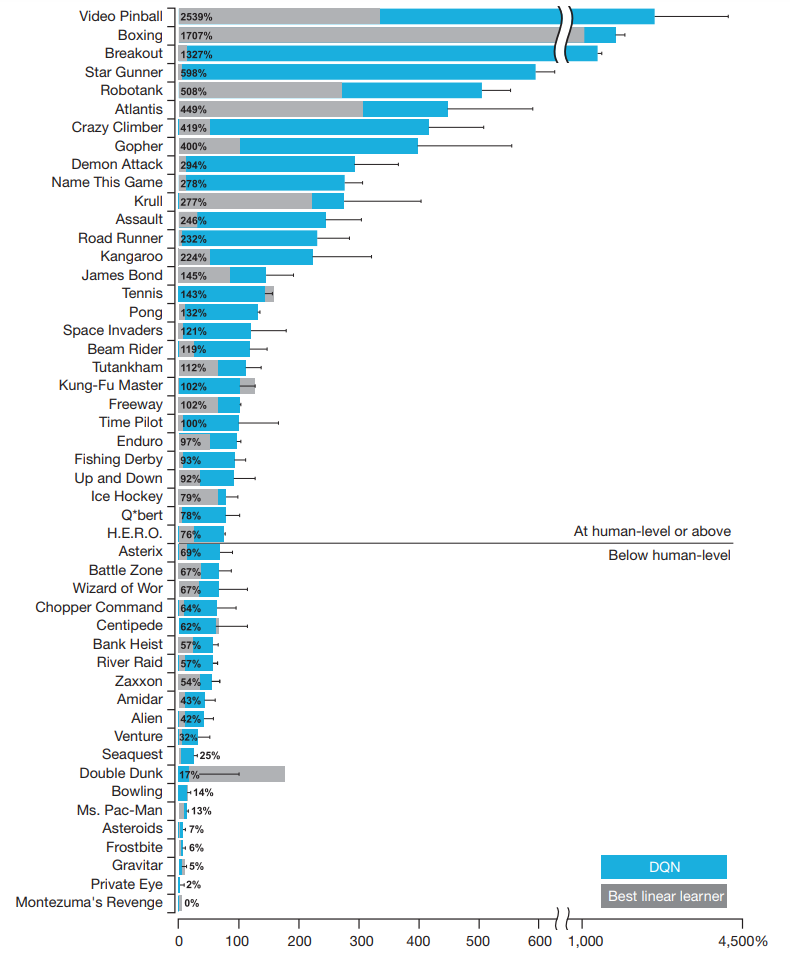 Video Pinball 2539%
Boxing 1707%
Breakout 1327%
Star Gunner 598%
Robotank 508%
Atlantis 449%
Crazy Climber 419%
Gopher 400%
Demon Attack 294%
Name This Game 278%
Krull 277%
Assault 246%
Road Runner 232%
Kangaroo 224%
James Bond 145%
Tennis 143%
Pong 132%
Space Invaders 121%
Beam Rider 119%
Tutankham 112%
Kung-Fu Master 102%
Freeway 102%
Time Pilot 100%
Enduro 97%
Fishing Derby 93%
Up and Down 92%
Ice Hockey 79%
Q*bert 78%
H.E.R.O. 76%
At human-level or above
Asterix 69%
Below human-level
Battle Zone 67%
Wizard of Wor 67%
Chopper Command 64%
Centipede 62%
Bank Heist 57%
River Raid 57%
Zaxxon 54%
Amidar 43%
Alien 42%
Venture 32%
Seaquest 25%
Double Dunk 17%
Bowling 14%
Ms. Pac-Man 13%
Asteroids 7%
Frostbite 6%
Gravitar 5%
Private Eye 2%
Montezuma's Revenge 0%
DQN
Best linear learner
0 100 200 300 400 500 600 1,000 4,500%